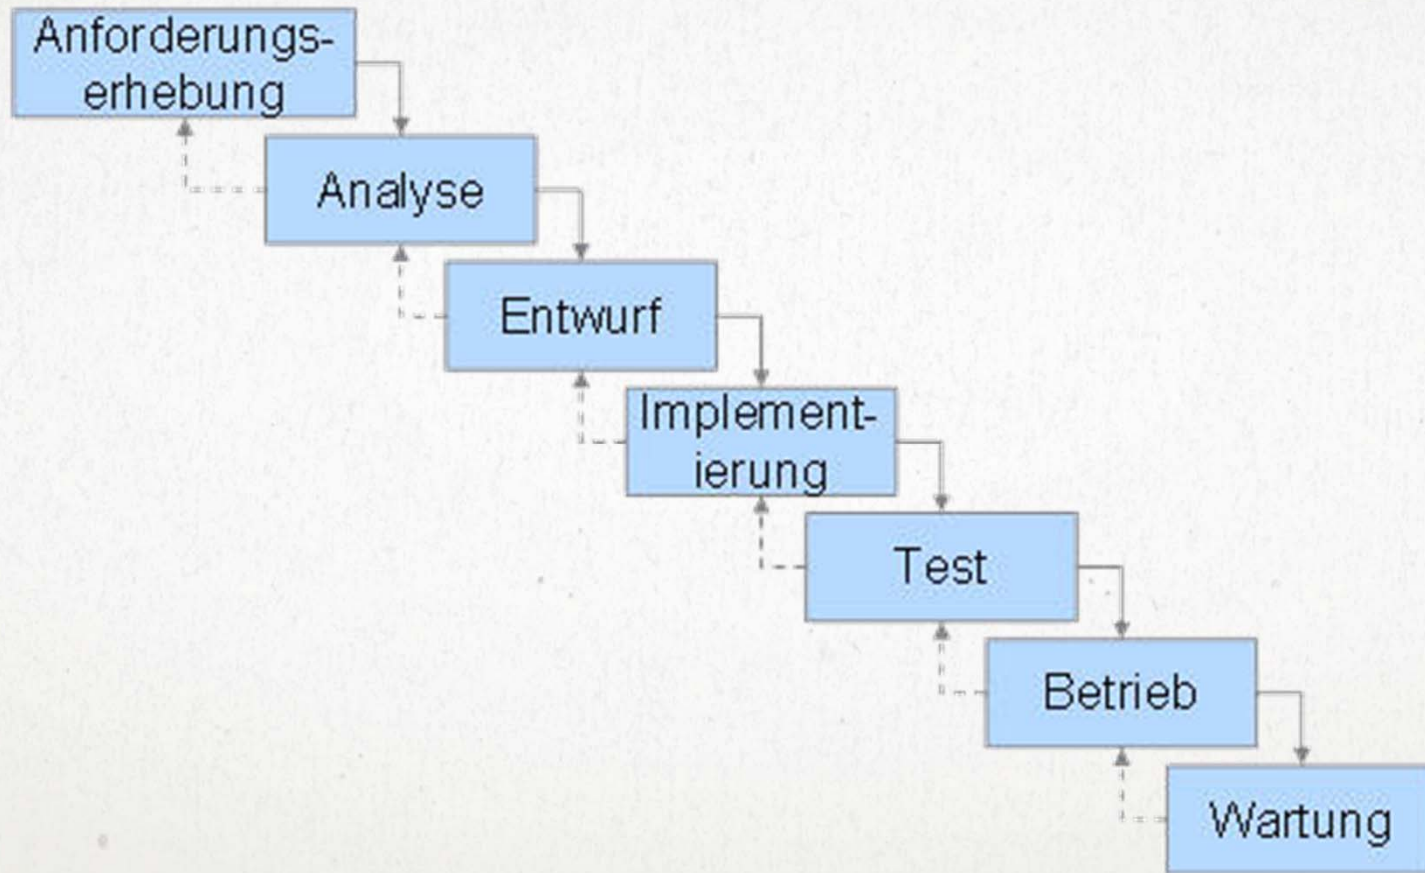 Anforderungs-
erhebung
Analyse
Entwurf
Implement-
ierung
Test
Betrieb
Wartung